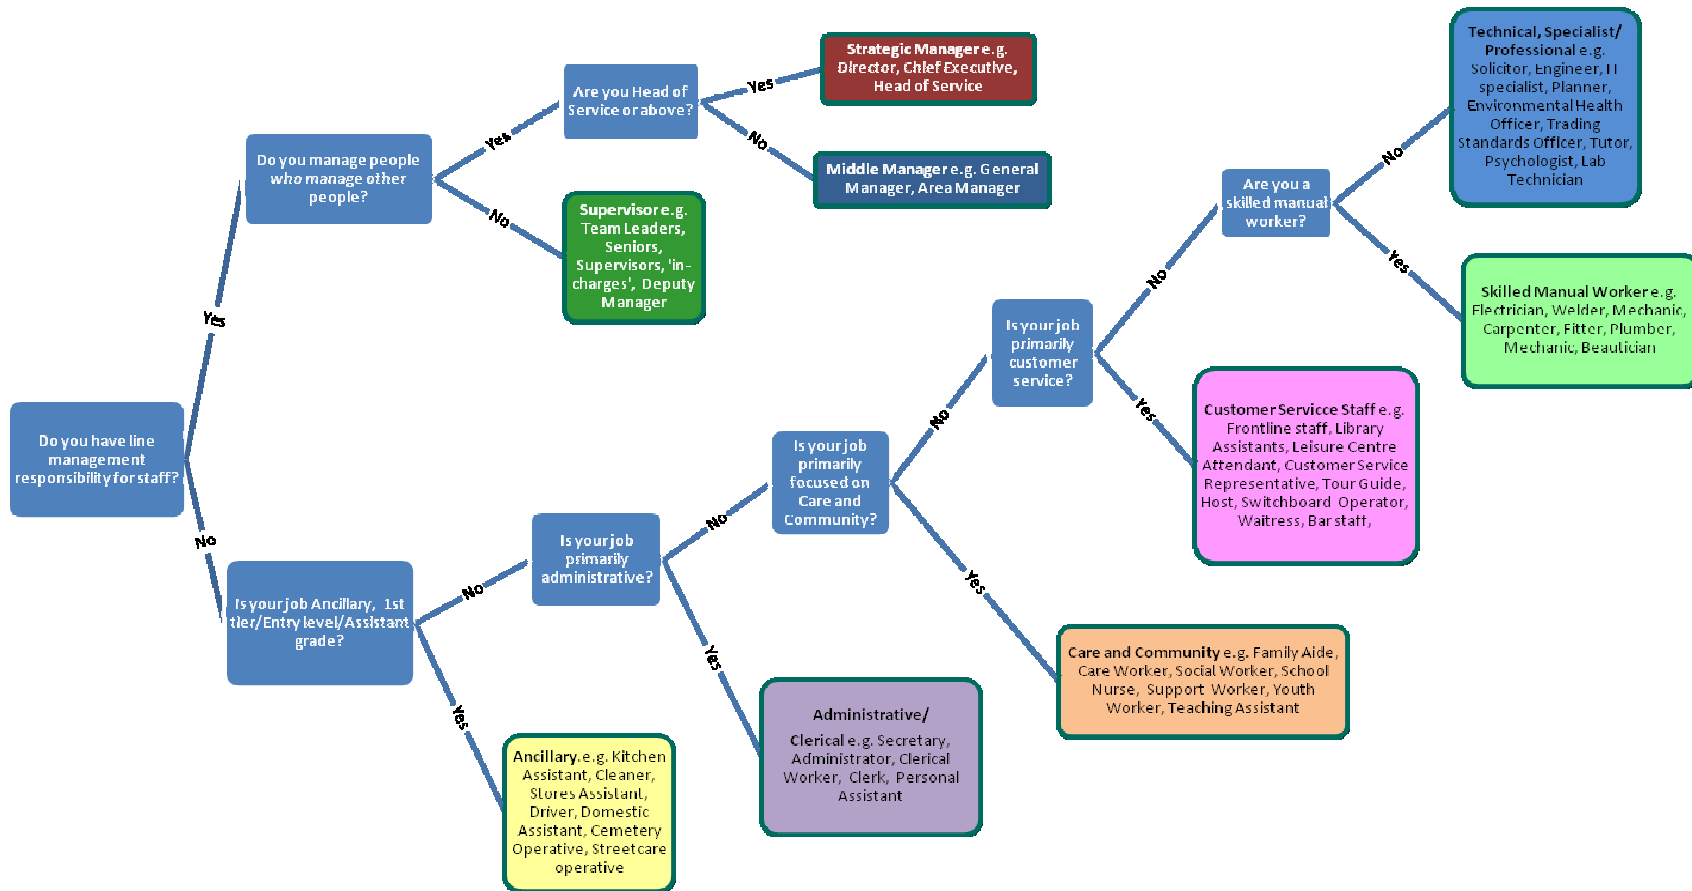 Do you have line
management
responsibility for staff?
Yes
No
Do you manage people
who manage other
people?
Yes
No
Are you Head of
Service or above?
Yes
No
Strategic Manager e.g.
Director, Chief Executive,
Head of Service
Middle Manager e.g. General
Manager, Area Manager
Supervisor e.g.
Team Leaders,
Seniors,
Supervisors, 'in-
charges', Deputy
Manager
Is your job Ancillary, 1st
tier/Entry level/Assistant
grade?
No
Yes
Ancillary. e.g. Kitchen
Assistant, Cleaner,
Stores Assistant,
Driver, Domestic
Assistant, Cemetery
Operative, Streetcare
operative
Is your job
primarily
administrative?
No
Yes
Administrative/
Clerical e.g. Secretary,
Administrator, Clerical
Worker, Clerk, Personal
Assistant
Is your job
primarily
focused on
Care and
Community?
No
Yes
Care and Community e.g. Family Aide,
Care Worker, Social Worker, School
Nurse, Support Worker, Youth
Worker, Teaching Assistant
Is your job
primarily
customer
service?
No
Yes
Customer Servicce Staff e.g.
Frontline staff, Library
Assistants, Leisure Centre
Attendant, Customer Service
Representative, Tour Guide,
Host, Switchboard Operator,
Waitress, Bar staff,
Are you a
skilled manual
worker?
No
Yes
Technical, Specialist/
Professional e.g.
Solicitor, Engineer, IT
specialist, Planner,
Environmental Health
Officer, Trading
Standards Officer, Tutor,
Psychologist, Lab
Technician
Skilled Manual Worker e.g.
Electrician, Welder, Mechanic,
Carpenter, Fitter, Plumber,
Mechanic, Beautician